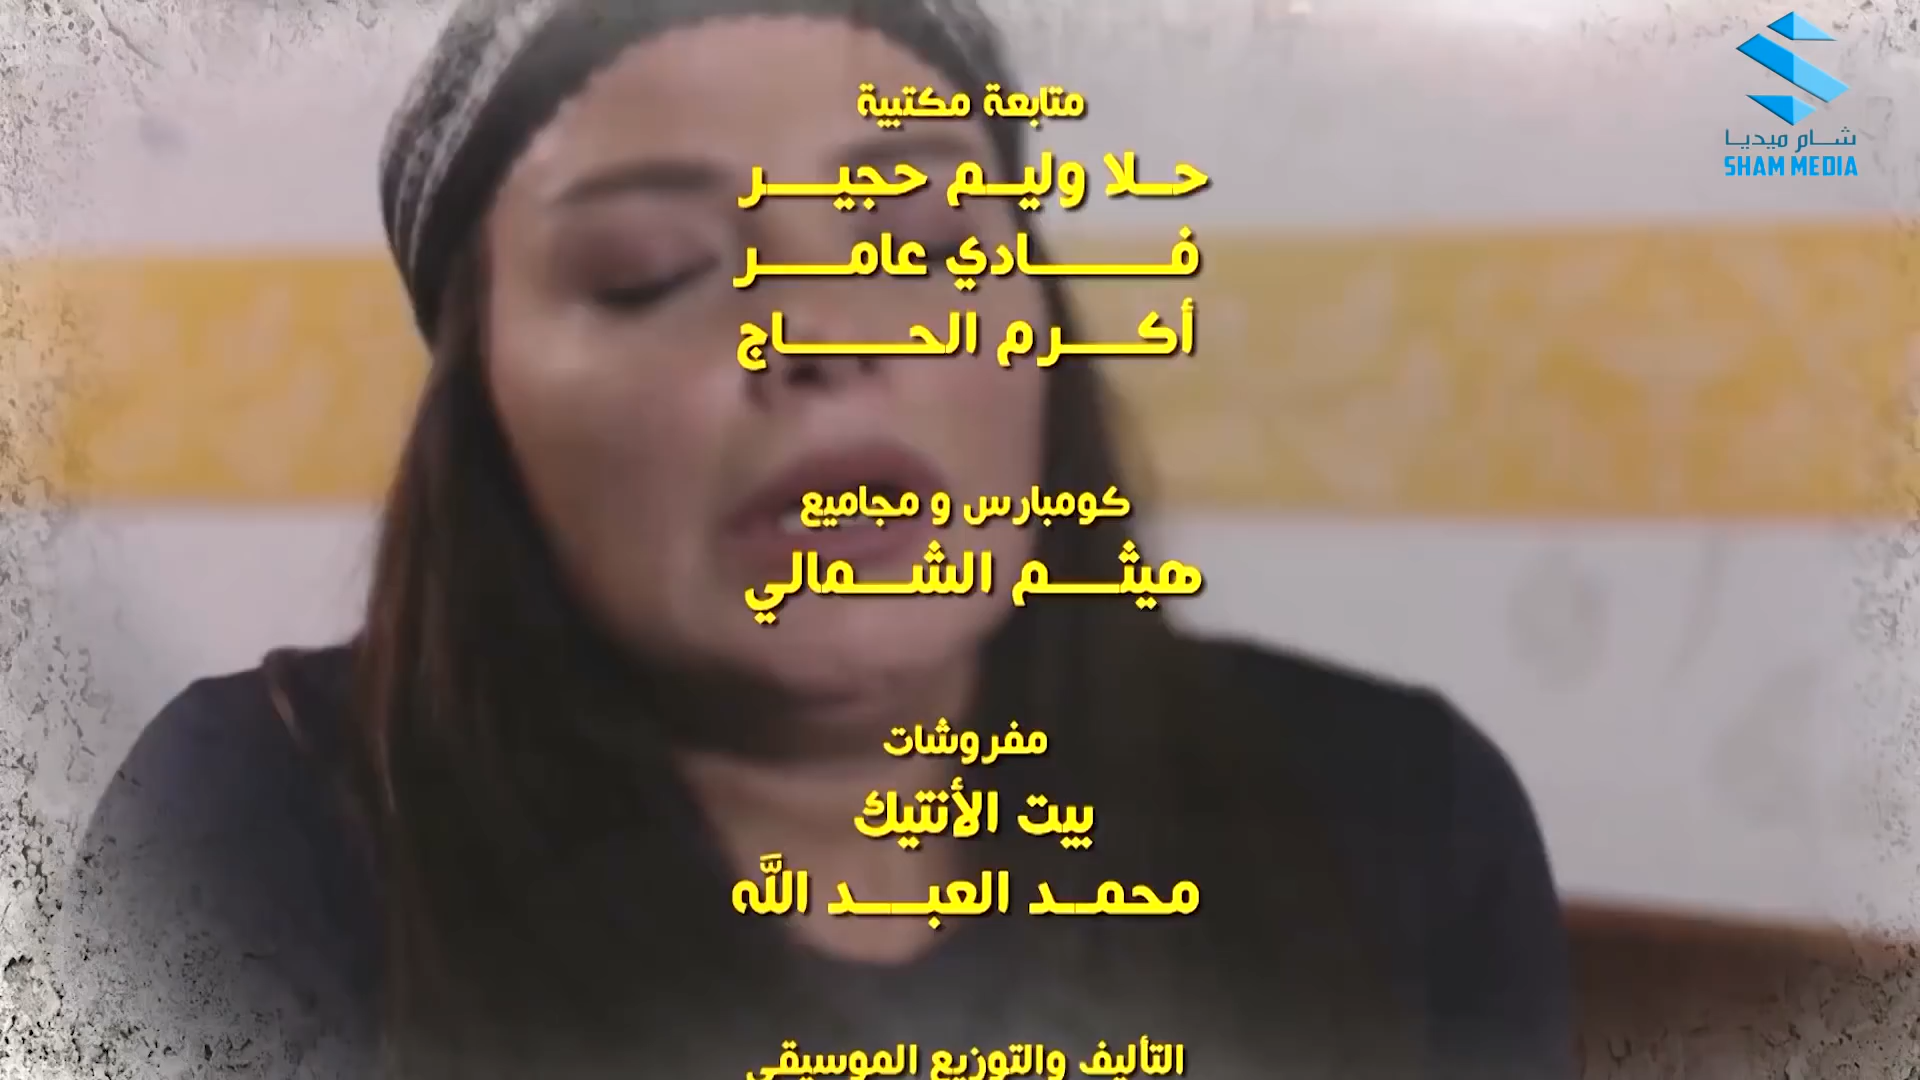 شام ميديا
SHAM MEDIA
متابعة مكتبية
حلا وليم حجير
فادي عامر
أكرم الحاج
كومبارس و مجاميع
هيثم الشمالي
مفروشات
بيت الأنتيك
محمد العبد الله
التأليف والتوزيع الموسيقي